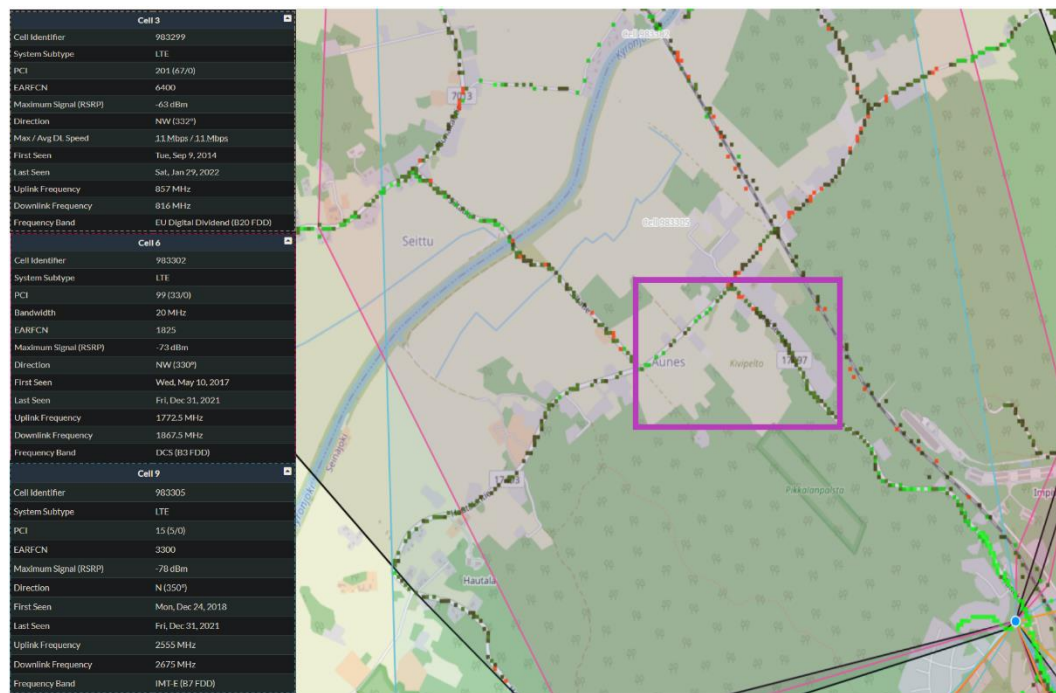 Cell 3
Cell Identifier 983299
System Subtype LTE
PCI 201 (67/0)
EARFCN 6400
Maximum Signal (RSRP) -63 dBm
Direction NW (332°)
Max / Avg DL Speed 11 Mbps / 11 Mbps
First Seen Tue, Sep 9, 2014
Last Seen Sat, Jan 29, 2022
Uplink Frequency 857 MHz
Downlink Frequency 816 MHz
Frequency Band EU Digital Dividend (B20 FDD)
Cell 6
Cell Identifier 983302
System Subtype LTE
PCI 99 (33/0)
Bandwidth 20 MHz
EARFCN 1825
Maximum Signal (RSRP) -73 dBm
Direction NW (330°)
First Seen Wed, May 10, 2017
Last Seen Fri, Dec 31, 2021
Uplink Frequency 1772.5 MHz
Downlink Frequency 1867.5 MHz
Frequency Band DCS (B3 FDD)
Cell 9
Cell Identifier 983305
System Subtype LTE
PCI 15 (5/0)
EARFCN 3300
Maximum Signal (RSRP) -78 dBm
Direction N (350°)
First Seen Mon, Dec 24, 2018
Last Seen Fri, Dec 31, 2021
Uplink Frequency 2555 MHz
Downlink Frequency 2675 MHz
Frequency Band IMT-E (B7 FDD)
Cell 983302
Seittu
Cell 983305
Aunes
Kivipelto
Seinäjoki
Pikkalanpalsta
Hautala